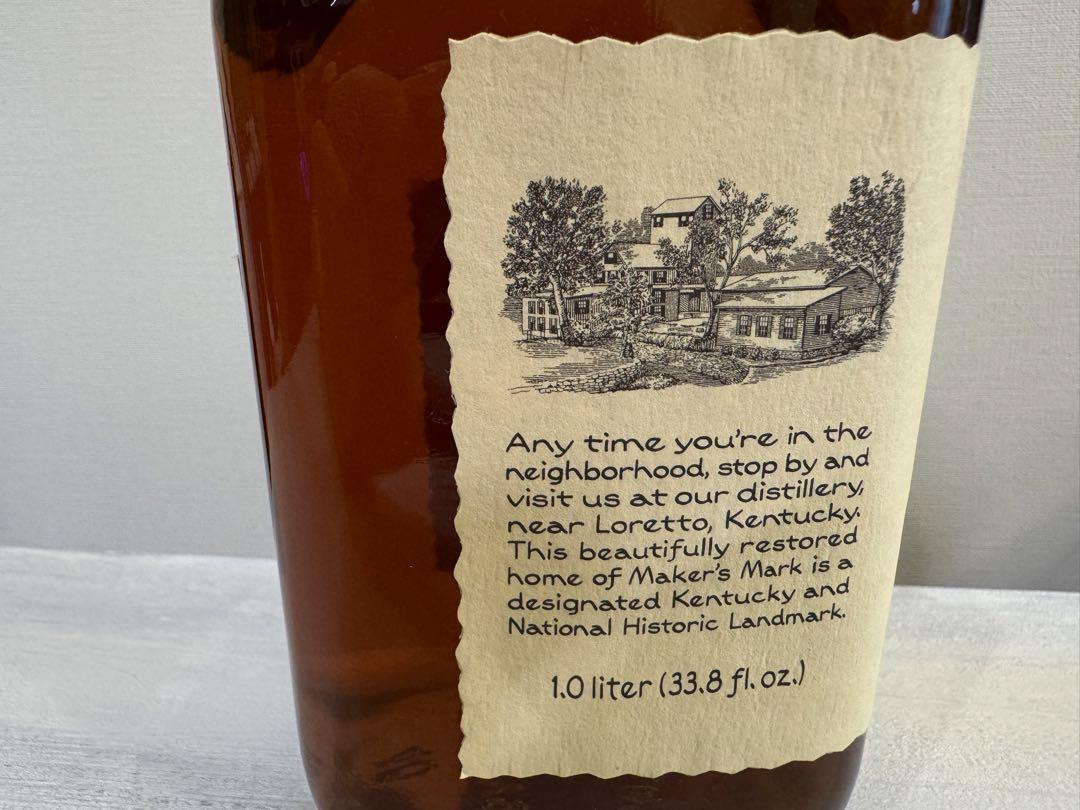 Any time you're in the
neighborhood, stop by and
visit us at our distillery,
near Loretto, Kentucky.
This beautifully restored
home of Maker's Mark is a
designated Kentucky and
National Historic Landmark.
1.0 liter (33.8 fl. oz.)